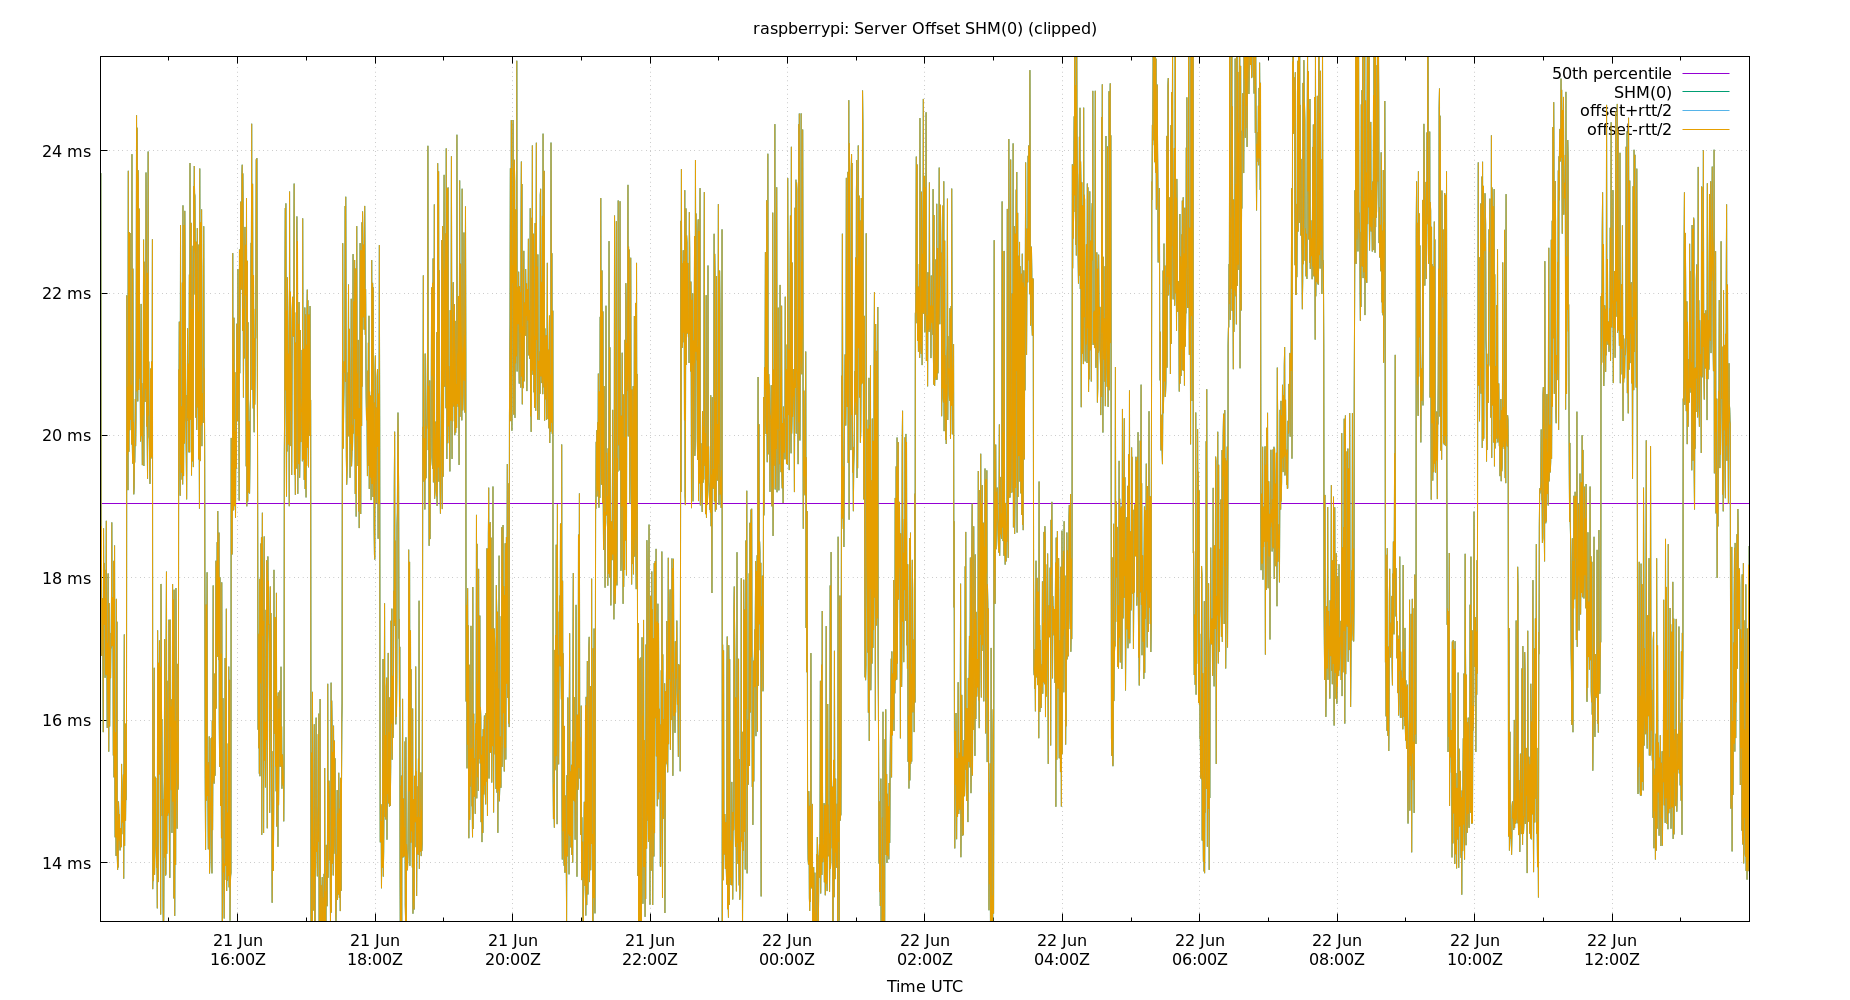 raspberrypi: Server Offset SHM(0) (clipped)
50th percentile
SHM(0)
offset+rtt/2
offset-rtt/2
24 ms
22 ms
20 ms
18 ms
16 ms
14 ms
21 Jun 21 Jun 21 Jun 21 Jun 22 Jun 22 Jun 22 Jun 22 Jun 22 Jun 22 Jun 22 Jun
16:00Z 18:00Z 20:00Z 22:00Z 00:00Z 02:00Z 04:00Z 06:00Z 08:00Z 10:00Z 12:00Z
Time UTC